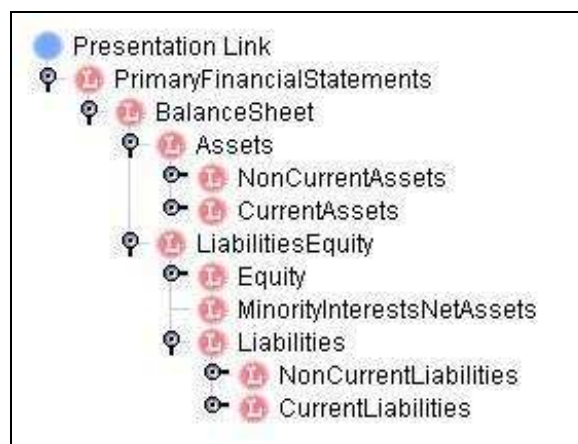 Presentation Link
PrimaryFinancialStatements
BalanceSheet
Assets
NonCurrentAssets
CurrentAssets
LiabilitiesEquity
Equity
MinorityInterestsNetAssets
Liabilities
NonCurrentLiabilities
CurrentLiabilities